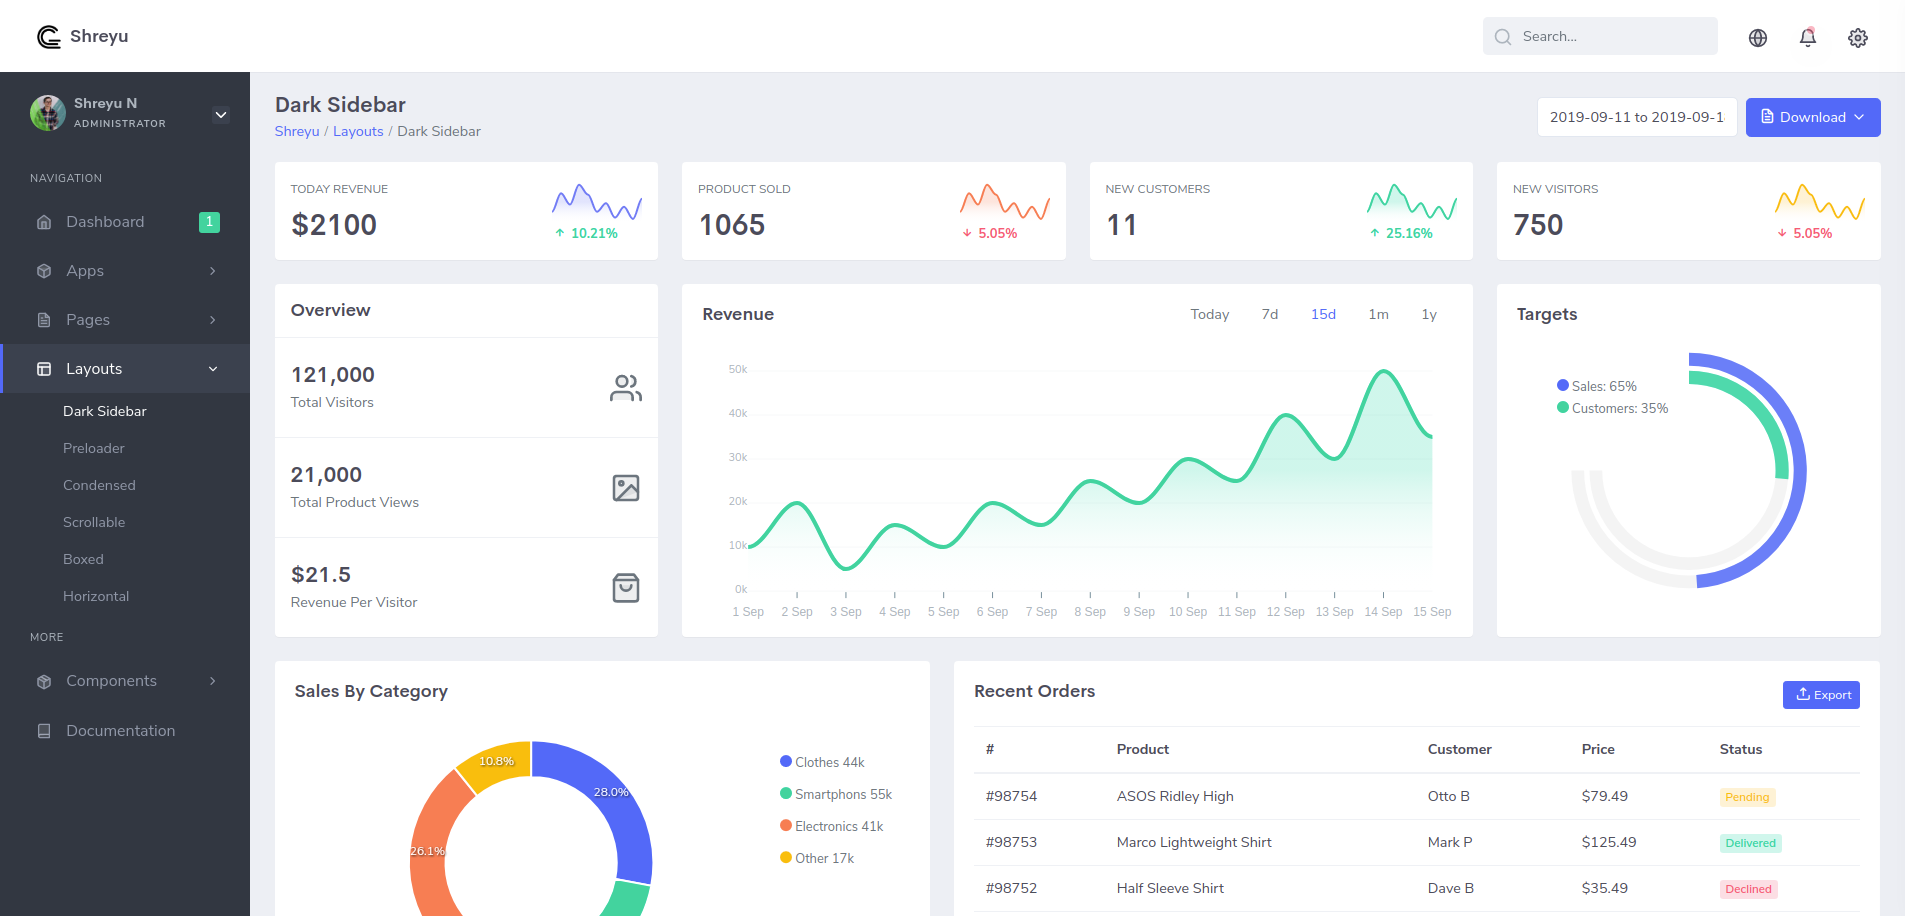 Shreyu
Search...
Shreyu N
ADMINISTRATOR
NAVIGATION
Dashboard 1
Apps
Pages
Layouts
Dark Sidebar
Preloader
Condensed
Scrollable
Boxed
Horizontal
MORE
Components
Documentation
Dark Sidebar
Shreyu / Layouts / Dark Sidebar
2019-09-11 to 2019-09-1
Download
TODAY REVENUE
$2100
10.21%
PRODUCT SOLD
1065
5.05%
NEW CUSTOMERS
11
25.16%
NEW VISITORS
750
5.05%
Overview
121,000
Total Visitors
21,000
Total Product Views
$21.5
Revenue Per Visitor
Revenue
Today 7d 15d 1m 1y
50k
40k
30k
20k
10k
0k
1 Sep 2 Sep 3 Sep 4 Sep 5 Sep 6 Sep 7 Sep 8 Sep 9 Sep 10 Sep 11 Sep 12 Sep 13 Sep 14 Sep 15 Sep
Targets
Sales: 65%
Customers: 35%
Sales By Category
10.8%
28.0%
26.1%
Clothes 44k
Smartphons 55k
Electronics 41k
Other 17k
Recent Orders
Export
# Product Customer Price Status
#98754 ASOS Ridley High Otto B $79.49 Pending
#98753 Marco Lightweight Shirt Mark P $125.49 Delivered
#98752 Half Sleeve Shirt Dave B $35.49 Declined